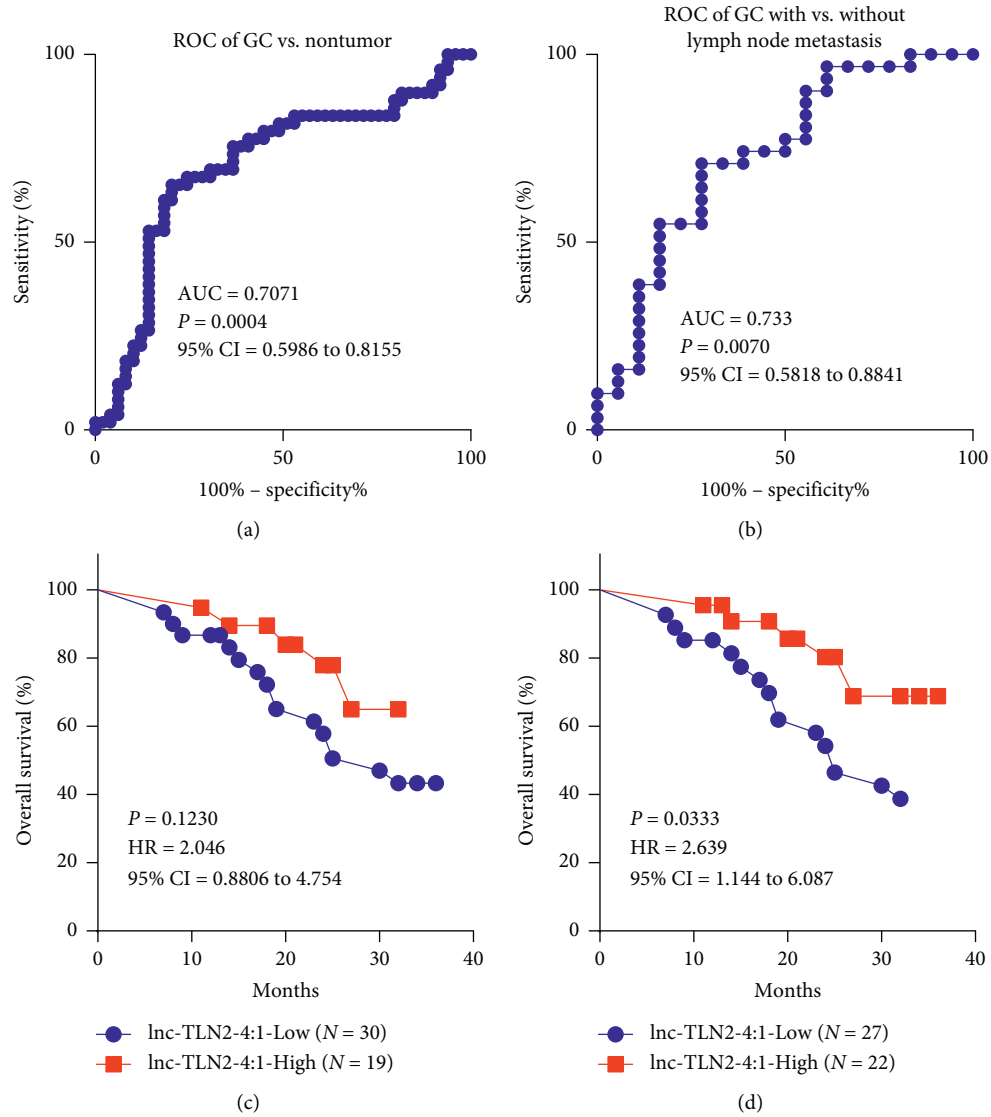 ROC of GC vs. nontumor
100
50
0
Sensitivity (%)
AUC = 0.7071
P = 0.0004
95% CI = 0.5986 to 0.8155
0 50 100
100% – specificity%
(a)
ROC of GC with vs. without
lymph node metastasis
100
50
0
Sensitivity (%)
AUC = 0.733
P = 0.0070
95% CI = 0.5818 to 0.8841
0 50 100
100% – specificity%
(b)
100
80
60
40
20
0
Overall survival (%)
P = 0.1230
HR = 2.046
95% CI = 0.8806 to 4.754
0 10 20 30 40
Months
lnc-TLN2-4:1-Low (N = 30)
lnc-TLN2-4:1-High (N = 19)
(c)
100
80
60
40
20
0
Overall survival (%)
P = 0.0333
HR = 2.639
95% CI = 1.144 to 6.087
0 10 20 30 40
Months
lnc-TLN2-4:1-Low (N = 27)
lnc-TLN2-4:1-High (N = 22)
(d)